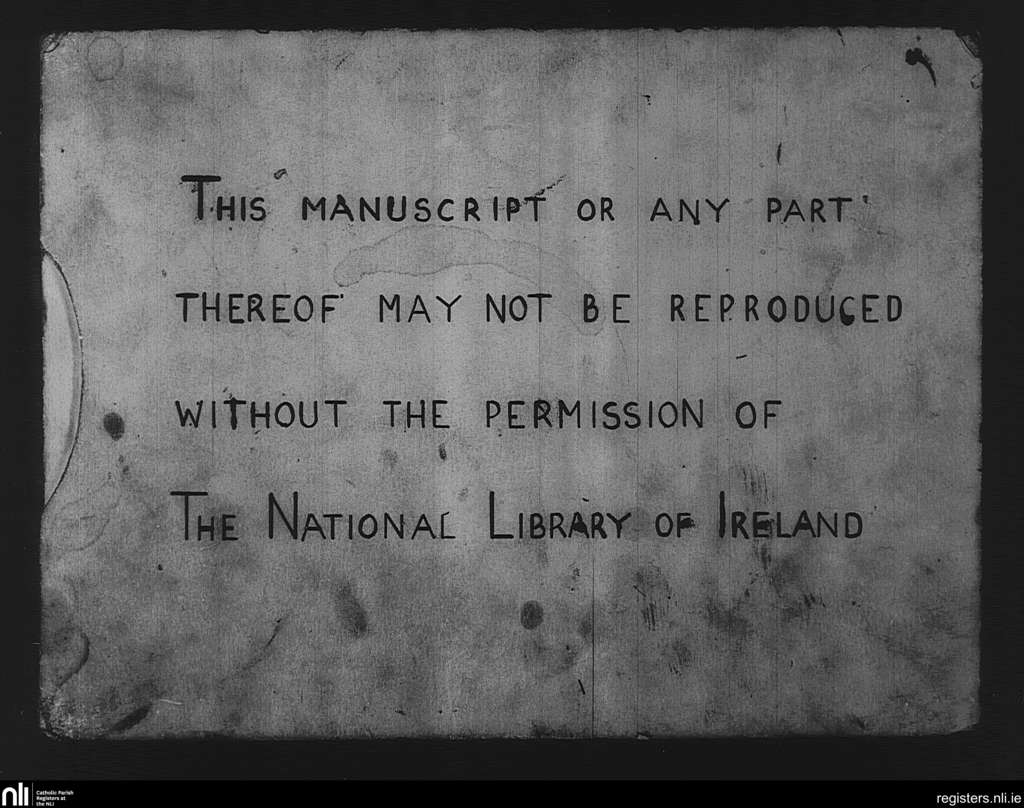 THIS MANUSCRIPT OR ANY PART
THEREOF MAY NOT BE REPRODUCED
WITHOUT THE PERMISSION OF
THE NATIONAL LIBRARY OF IRELAND
nli
Catholic Parish
Registers at
the NLI
registers.nli.ie